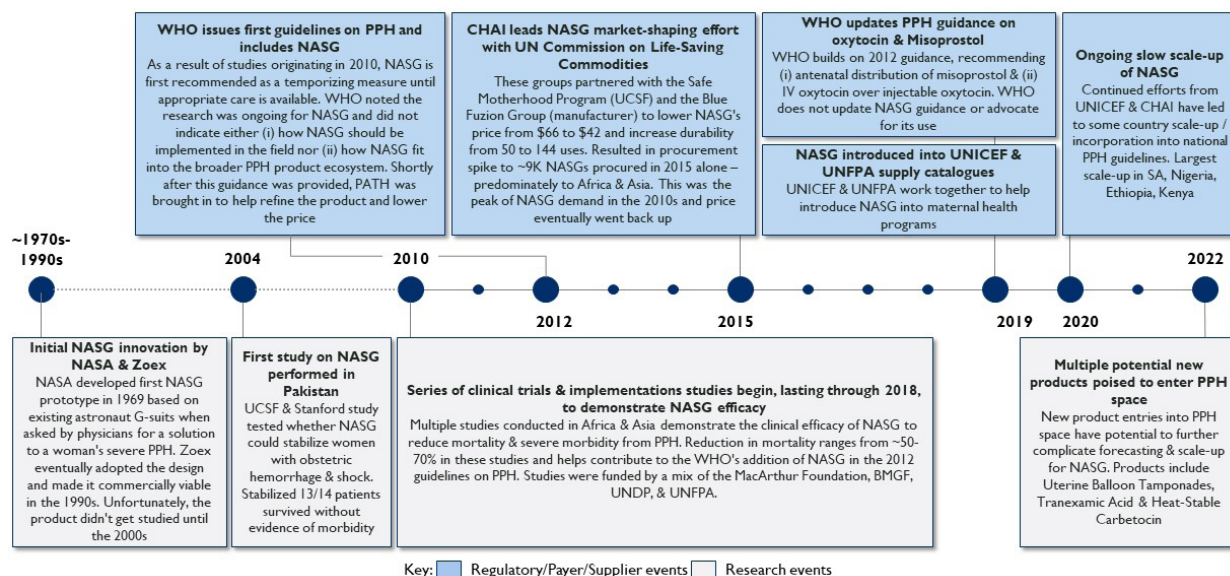 WHO issues first guidelines on PPH and
includes NASG
As a result of studies originating in 2010, NASG is
first recommended as a temporizing measure until
appropriate care is available. WHO noted the
research was ongoing for NASG and did not
indicate either (i) how NASG should be
implemented in the field nor (ii) how NASG fit
into the broader PPH product ecosystem. Shortly
after this guidance was provided, PATH was
brought in to help refine the product and lower
the price
CHAI leads NASG market-shaping effort
with UN Commission on Life-Saving
Commodities
These groups partnered with the Safe
Motherhood Program (UCSF) and the Blue
Fuzion Group (manufacturer) to lower NASG's
price from $66 to $42 and increase durability
from 50 to 144 uses. Resulted in procurement
spike to ~9K NASGs procured in 2015 alone –
predominately to Africa & Asia. This was the
peak of NASG demand in the 2010s and price
eventually went back up
WHO updates PPH guidance on
oxytocin & Misoprostol
WHO builds on 2012 guidance, recommending
(i) antenatal distribution of misoprostol & (ii)
IV oxytocin over injectable oxytocin. WHO
does not update NASG guidance or advocate
for its use
NASG introduced into UNICEF &
UNFPA supply catalogues
UNICEF & UNFPA work together to help
introduce NASG into maternal health
programs
Ongoing slow scale-up
of NASG
Continued efforts from
UNICEF & CHAI have led
to some country scale-up /
incorporation into national
PPH guidelines. Largest
scale-up in SA, Nigeria,
Ethiopia, Kenya
~1970s-
1990s
2004
2010
2012
2015
2019
2020
2022
Initial NASG innovation by
NASA & Zoex
NASA developed first NASG
prototype in 1969 based on
existing astronaut G-suits when
asked by physicians for a solution
to a woman's severe PPH. Zoex
eventually adopted the design
and made it commercially viable
in the 1990s. Unfortunately, the
product didn't get studied until
the 2000s
First study on NASG
performed in
Pakistan
UCSF & Stanford study
tested whether NASG
could stabilize women
with obstetric
hemorrhage & shock.
Stabilized 13/14 patients
survived without
evidence of morbidity
Series of clinical trials & implementations studies begin, lasting through 2018,
to demonstrate NASG efficacy
Multiple studies conducted in Africa & Asia demonstrate the clinical efficacy of NASG to
reduce mortality & severe morbidity from PPH. Reduction in mortality ranges from ~50-
70% in these studies and helps contribute to the WHO's addition of NASG in the 2012
guidelines on PPH. Studies were funded by a mix of the MacArthur Foundation, BMGF,
UNDP, & UNFPA.
Multiple potential new
products poised to enter PPH
space
New product entries into PPH
space have potential to further
complicate forecasting & scale-up
for NASG. Products include
Uterine Balloon Tamponades,
Tranexamic Acid & Heat-Stable
Carbetocin
Key: Regulatory/Payer/Supplier events Research events